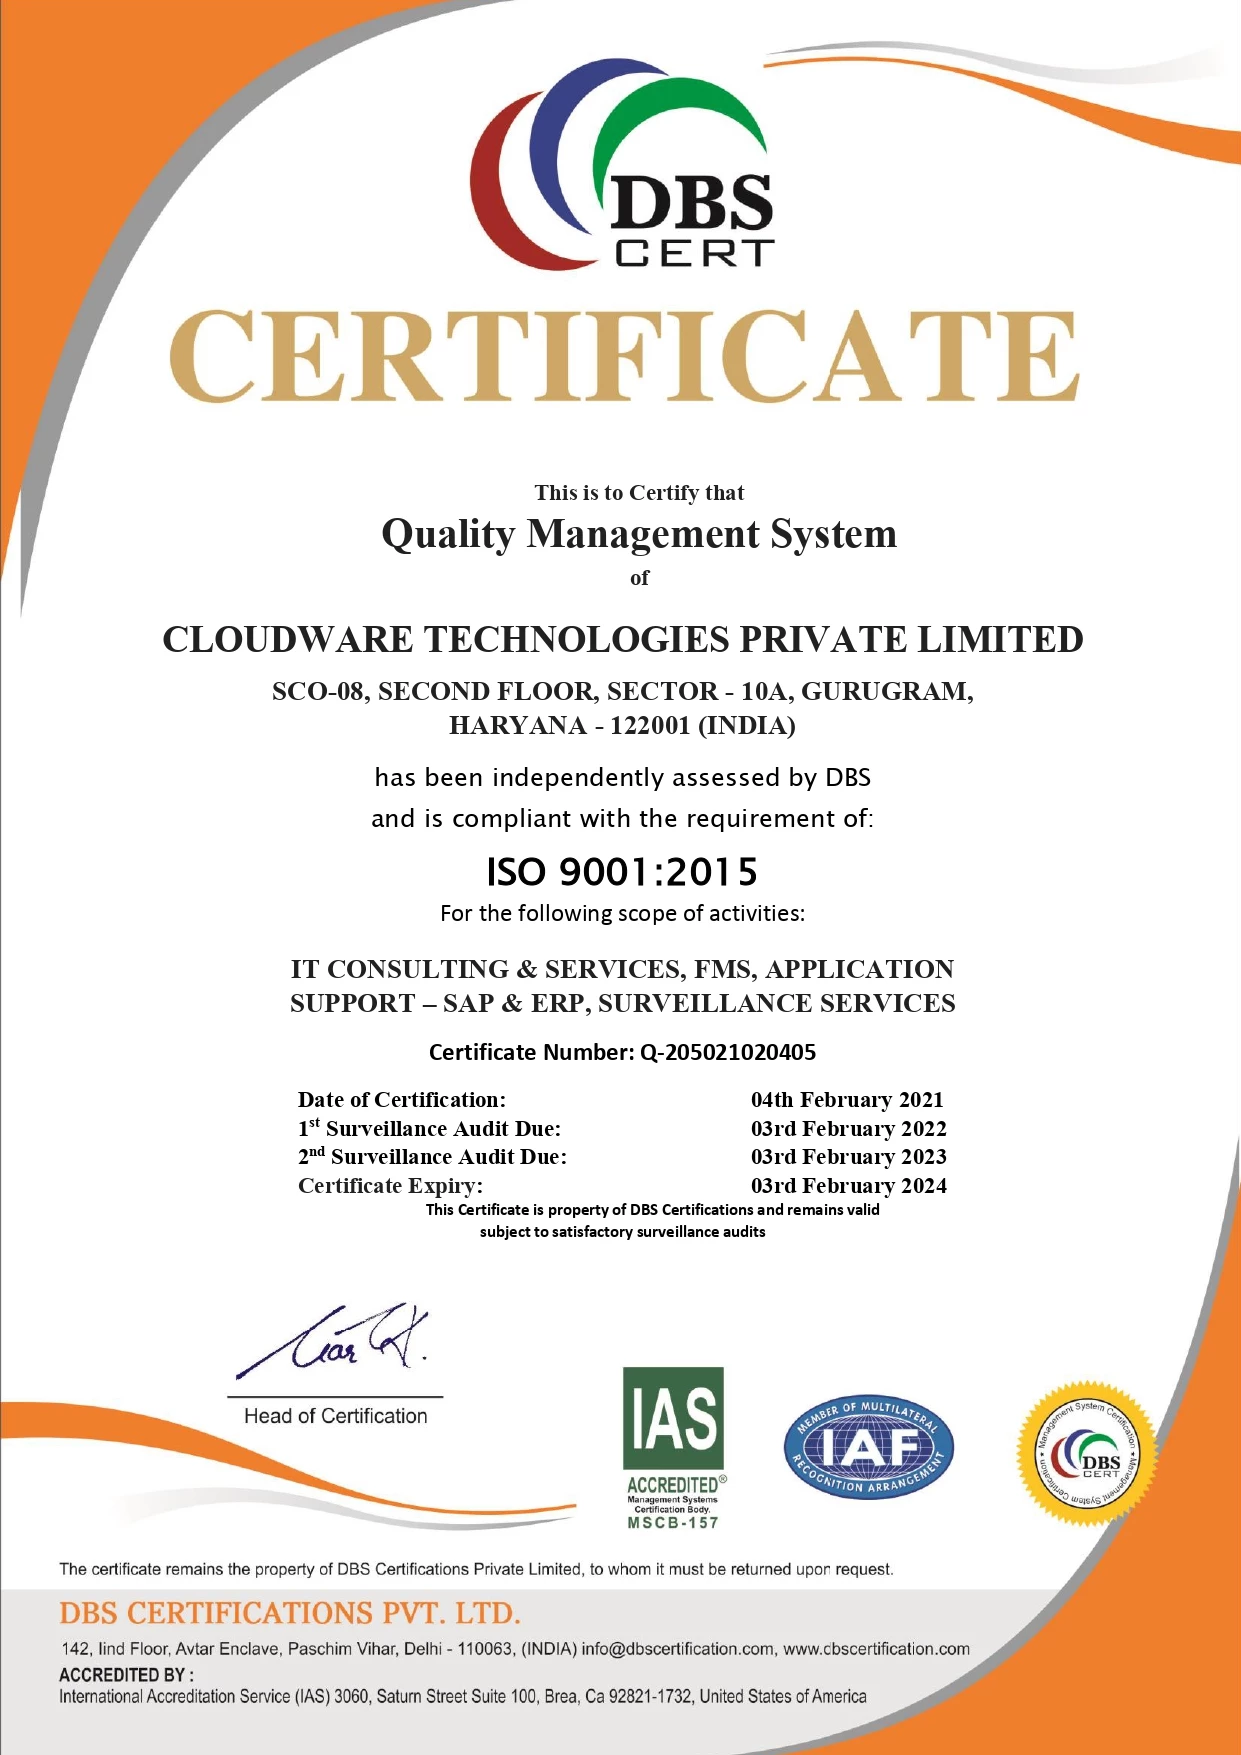 DBS
CERT
CERTIFICATE
This is to Certify that
Quality Management System
of
CLOUDWARE TECHNOLOGIES PRIVATE LIMITED
SCO-08, SECOND FLOOR, SECTOR - 10A, GURUGRAM,
HARYANA - 122001 (INDIA)
has been independently assessed by DBS
and is compliant with the requirement of:
ISO 9001:2015
For the following scope of activities:
IT CONSULTING & SERVICES, FMS, APPLICATION
SUPPORT – SAP & ERP, SURVEILLANCE SERVICES
Certificate Number: Q-205021020405
Date of Certification: 04th February 2021
1st Surveillance Audit Due: 03rd February 2022
2nd Surveillance Audit Due: 03rd February 2023
Certificate Expiry: 03rd February 2024
This Certificate is property of DBS Certifications and remains valid
subject to satisfactory surveillance audits
Head of Certification
IAS
ACCREDITED®
Management Systems
Certification Body.
MSCB-157
MEMBER OF MULTILATERAL
IAF
RECOGNITION ARRANGEMENT
Management System Certification
DBS
CERT
Management System Certification
The certificate remains the property of DBS Certifications Private Limited, to whom it must be returned upon request.
DBS CERTIFICATIONS PVT. LTD.
142, Iind Floor, Avtar Enclave, Paschim Vihar, Delhi - 110063, (INDIA) info@dbscertification.com, www.dbscertification.com
ACCREDITED BY :
International Accreditation Service (IAS) 3060, Saturn Street Suite 100, Brea, Ca 92821-1732, United States of America